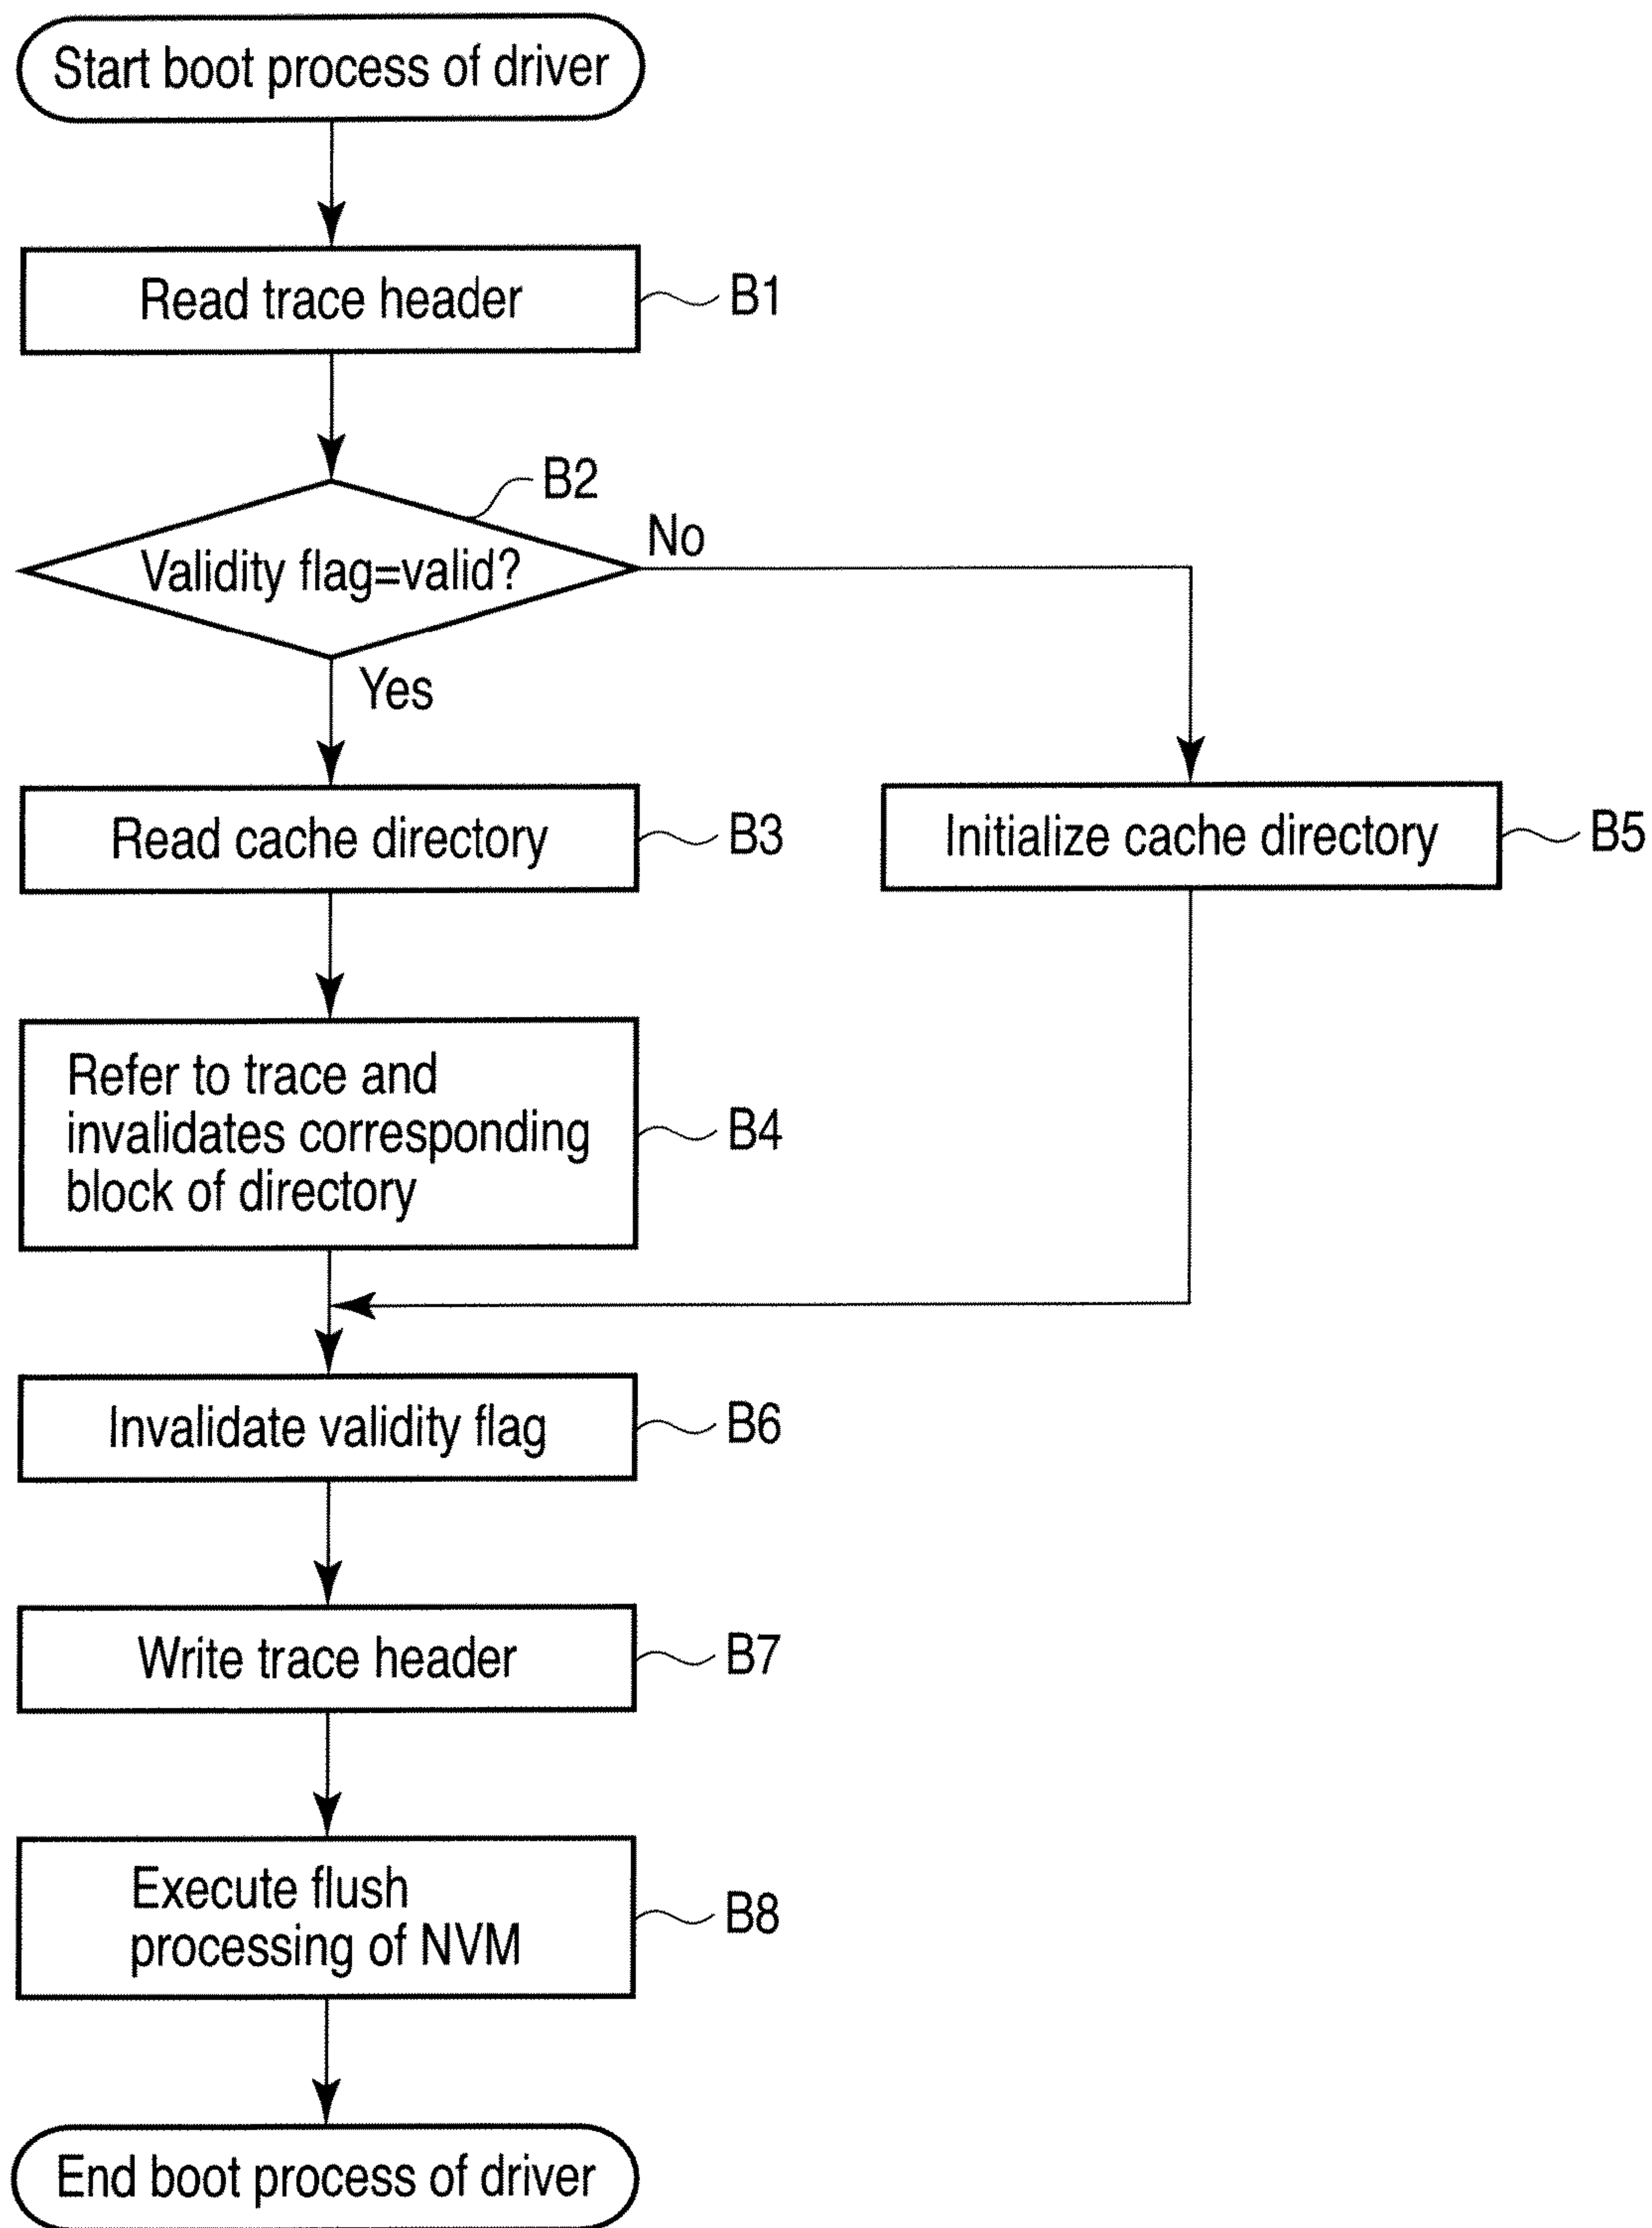 Start boot process of driver
Read trace header
B1
B2
Validity flag=valid?
No
Yes
Read cache directory
B3
Initialize cache directory
B5
Refer to trace and
invalidates corresponding
block of directory
B4
Invalidate validity flag
B6
Write trace header
B7
Execute flush
processing of NVM
B8
End boot process of driver